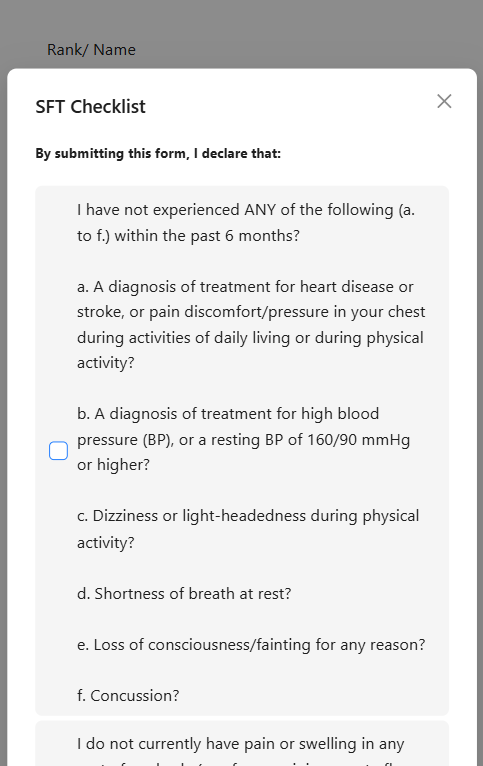 Rank/ Name
SFT Checklist
By submitting this form, I declare that:
I have not experienced ANY of the following (a.
to f.) within the past 6 months?
a. A diagnosis of treatment for heart disease or
stroke, or pain discomfort/pressure in your chest
during activities of daily living or during physical
activity?
b. A diagnosis of treatment for high blood
pressure (BP), or a resting BP of 160/90 mmHg
or higher?
c. Dizziness or light-headedness during physical
activity?
d. Shortness of breath at rest?
e. Loss of consciousness/fainting for any reason?
f. Concussion?
I do not currently have pain or swelling in any